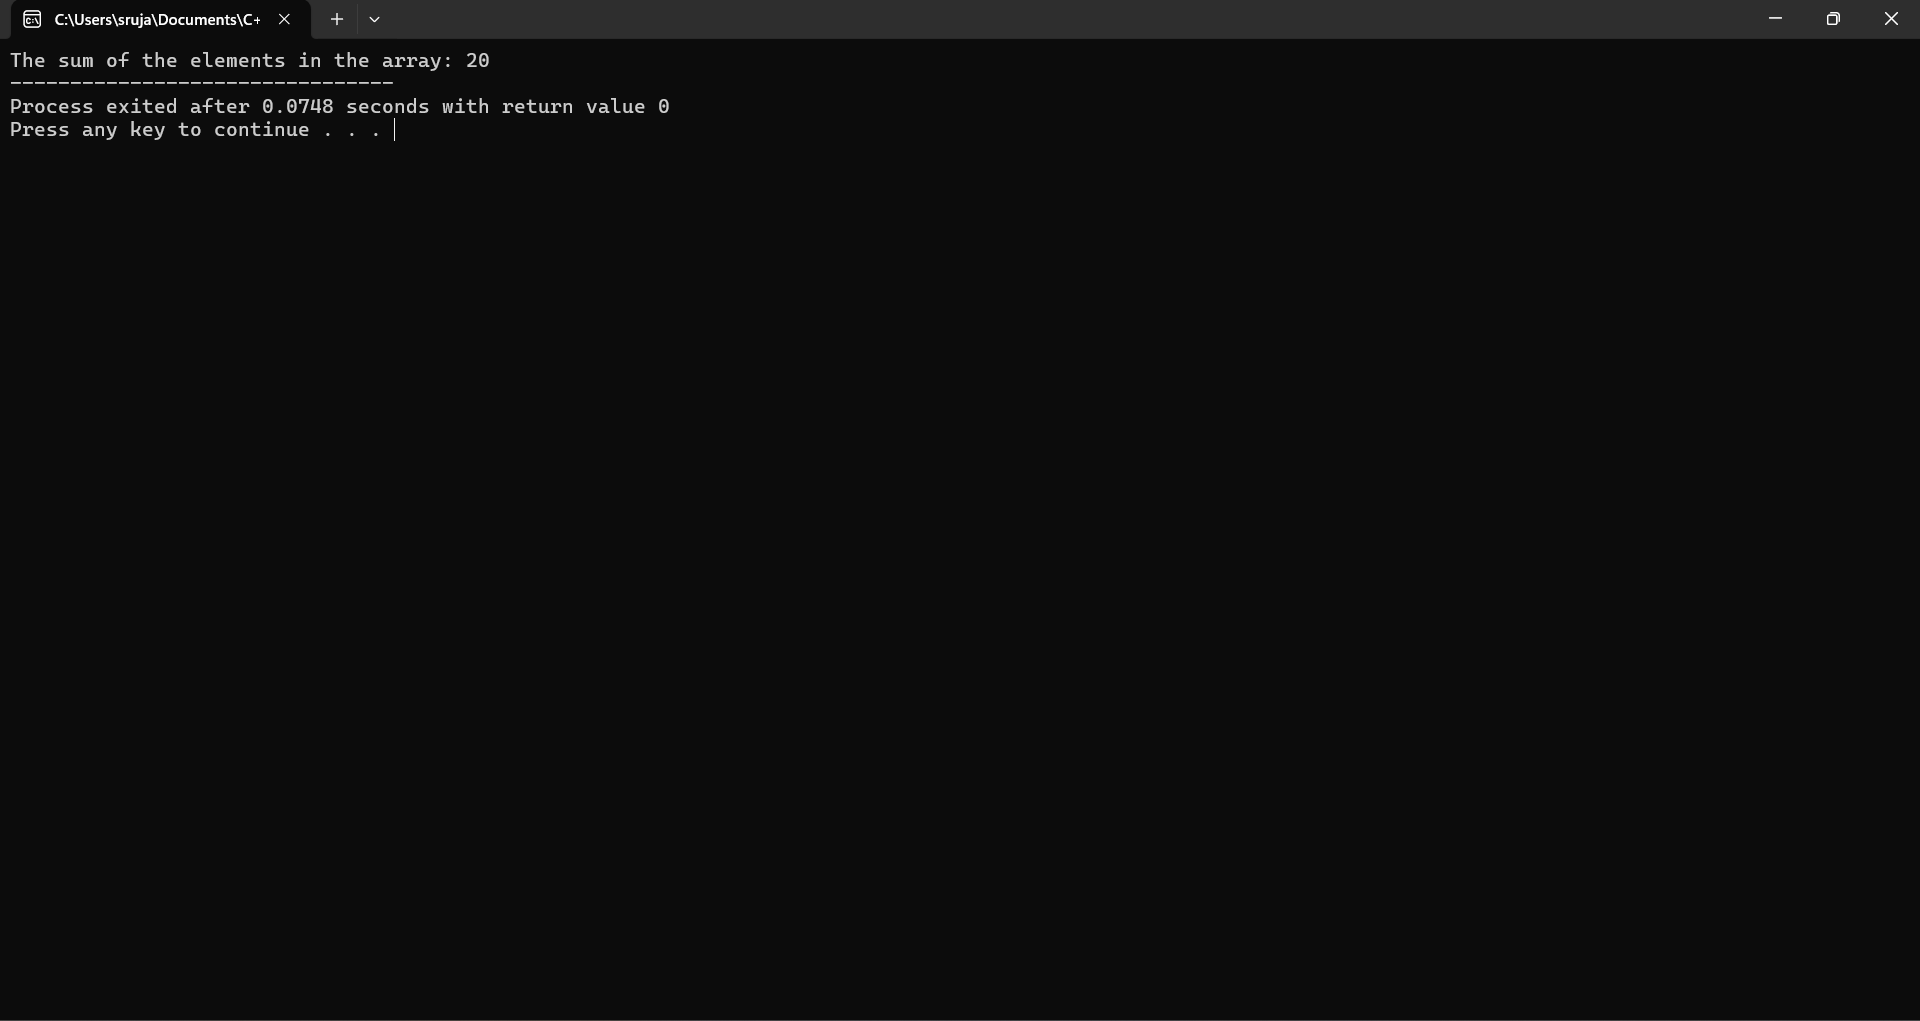 C:\Users\sruja\Documents\C+
The sum of the elements in the array: 20
--------------------------------
Process exited after 0.0748 seconds with return value 0
Press any key to continue . . .